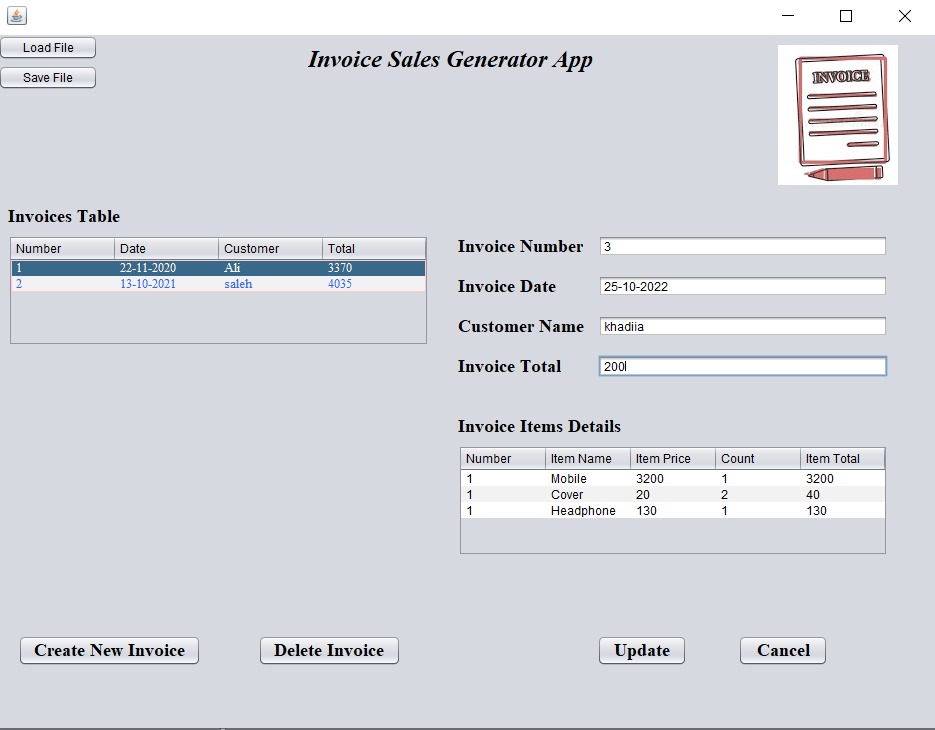 Load File
Save File
Invoice Sales Generator App
INVOICE
Invoices Table
Number Date Customer Total
1 22-11-2020 Ali 3370
2 13-10-2021 saleh 4035
Invoice Number 3
Invoice Date 25-10-2022
Customer Name khadiia
Invoice Total 200
Invoice Items Details
Number Item Name Item Price Count Item Total
1 Mobile 3200 1 3200
1 Cover 20 2 40
1 Headphone 130 1 130
Create New Invoice Delete Invoice Update Cancel